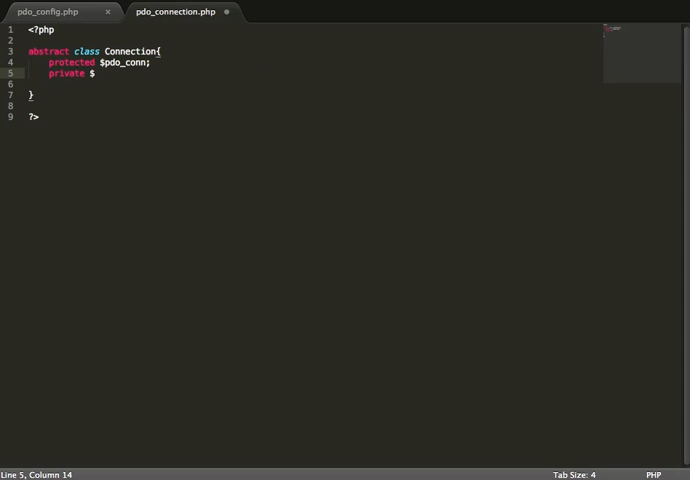 pdo_config.php × pdo_connection.php
1 <?php
2
3 abstract class Connection{
4 protected $pdo_conn;
5 private $
6
7 }
8
9 ?>
Line 5, Column 14 Tab Size: 4 PHP